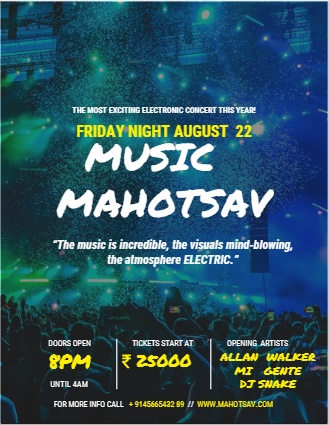 THE MOST EXCITING ELECTRONIC CONCERT THIS YEAR!
FRIDAY NIGHT AUGUST 22
MUSIC
MAHOTSAV
“The music is incredible, the visuals mind-blowing,
the atmosphere ELECTRIC.”
DOORS OPEN
8PM
UNTIL 4AM
TICKETS START AT
₹ 25000
OPENING ARTISTS
ALLAN WALKER
MI GENTE
DJ SNAKE
FOR MORE INFO CALL + 9145665432 89 // WWW.MAHOTSAV.COM